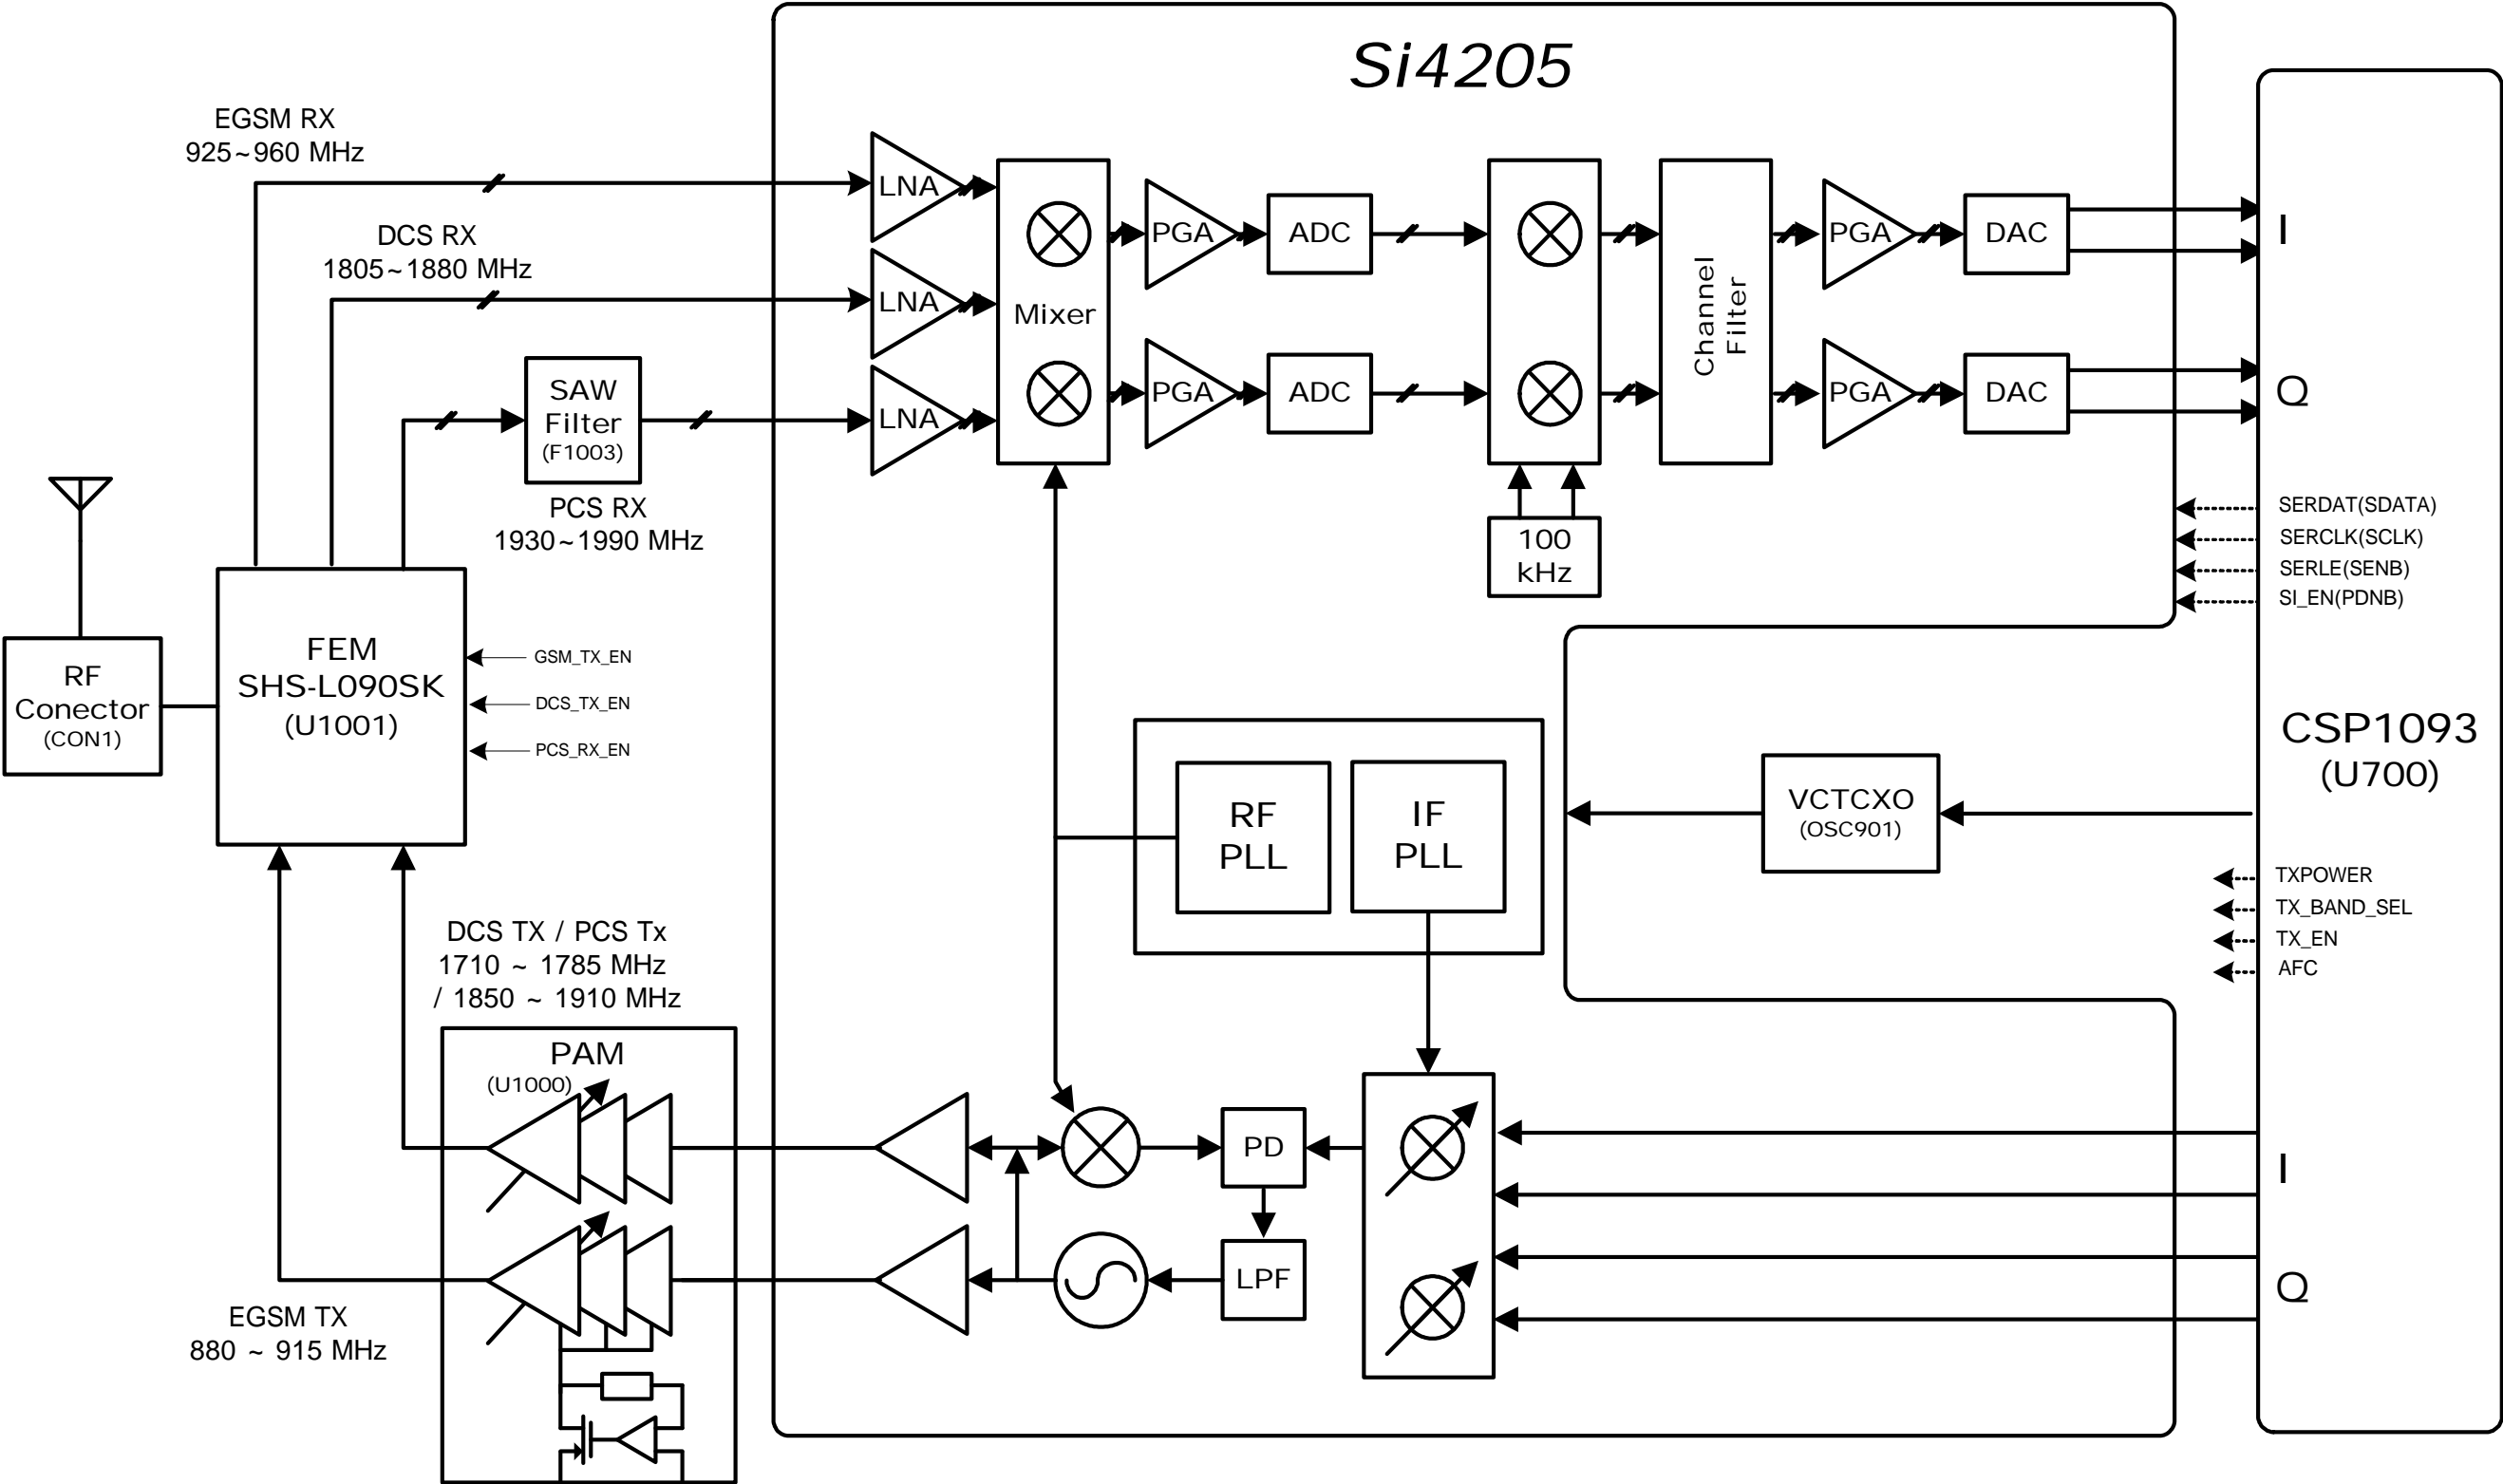 Si4205
EGSM RX
925~960 MHz
DCS RX
1805~1880 MHz
SAW
Filter
(F1003)
PCS RX
1930~1990 MHz
LNA
LNA
LNA
Mixer
PGA
ADC
PGA
ADC
100
kHz
Channel
Filter
PGA
DAC
PGA
DAC
I
Q
SERDAT(SDATA)
SERCLK(SCLK)
SERLE(SENB)
SI_EN(PDNB)
RF
Conector
(CON1)
FEM
SHS-L090SK
(U1001)
GSM_TX_EN
DCS_TX_EN
PCS_RX_EN
RF
PLL
IF
PLL
VCTCXO
(OSC901)
CSP1093
(U700)
TXPOWER
TX_BAND_SEL
TX_EN
AFC
DCS TX / PCS Tx
1710 ~ 1785 MHz
/ 1850 ~ 1910 MHz
PAM
(U1000)
PD
LPF
I
Q
EGSM TX
880 ~ 915 MHz